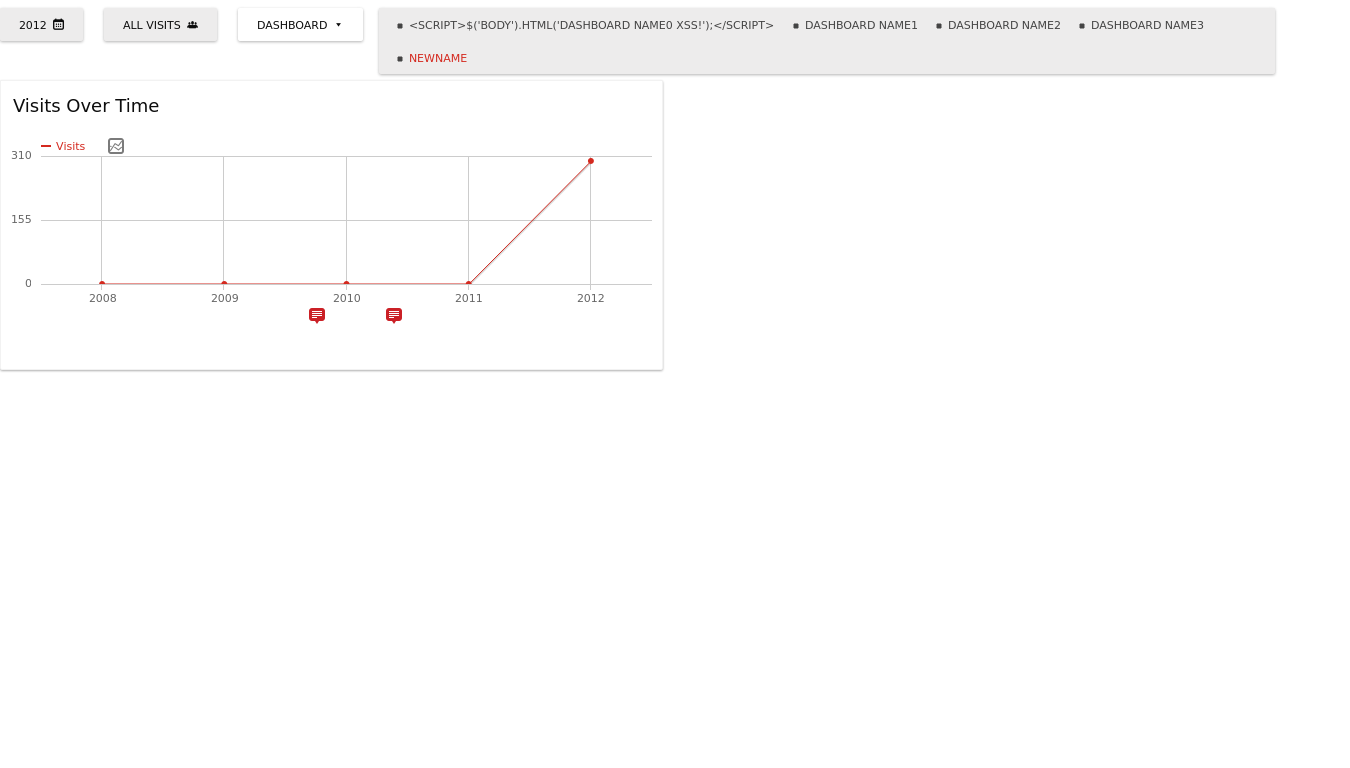 2012
ALL VISITS
DASHBOARD
<SCRIPT>$('BODY').HTML('DASHBOARD NAME0 XSS!');</SCRIPT>
DASHBOARD NAME1
DASHBOARD NAME2
DASHBOARD NAME3
NEWNAME
Visits Over Time
Visits
310
155
0
2008
2009
2010
2011
2012